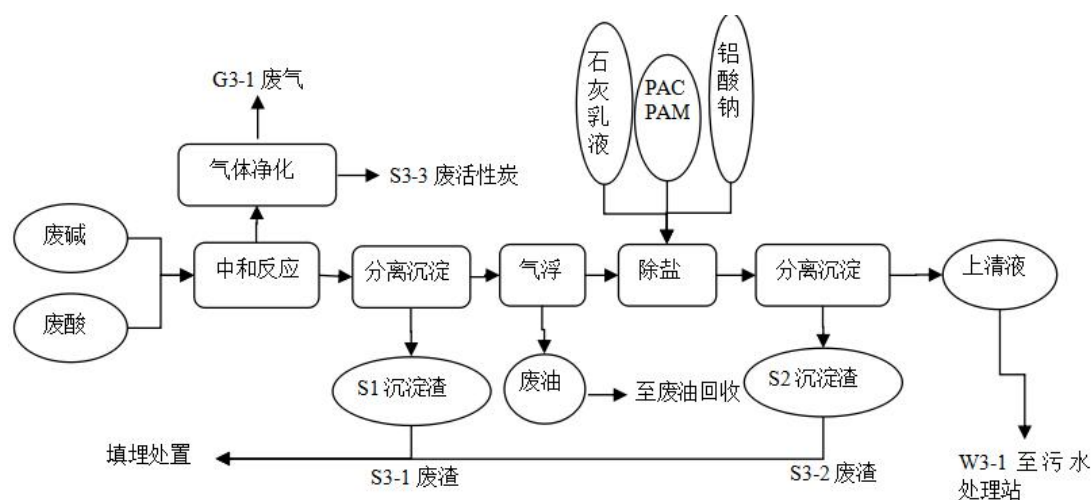 石灰乳液
PAC
PAM
铝酸钠
G3-1 废气
气体净化
S3-3 废活性炭
废碱
废酸
中和反应
分离沉淀
气浮
除盐
分离沉淀
上清液
S1 沉淀渣
废油
至废油回收
S2 沉淀渣
填埋处置
S3-1 废渣
S3-2 废渣
W3-1 至污水
处理站